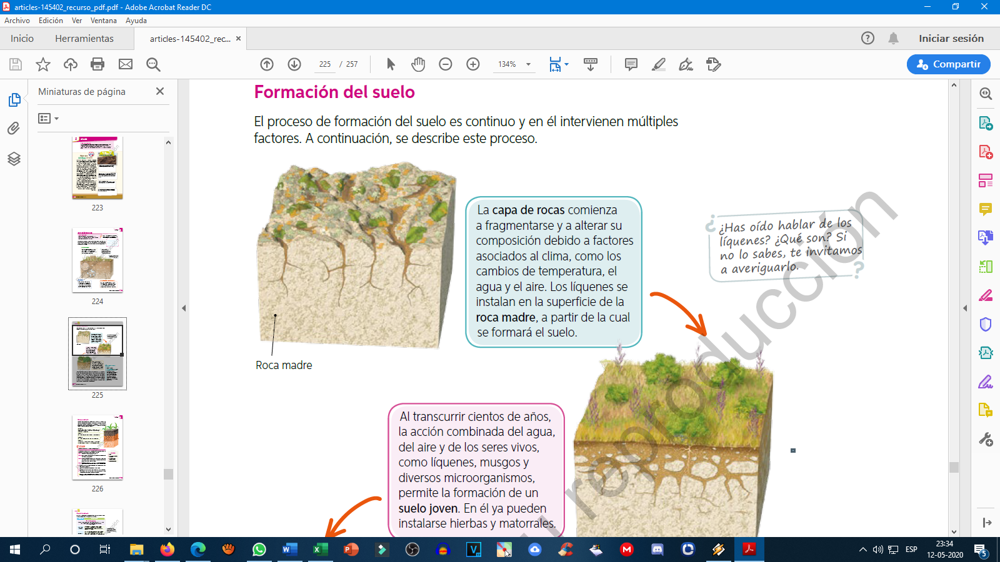 articles-145402_recurso_pdf.pdf - Adobe Acrobat Reader DC
Archivo Edición Ver Ventana Ayuda
Inicio Herramientas articles-145402_rec... × Iniciar sesión
225 / 257 134% Compartir
Miniaturas de página
223
224
225
226
Formación del suelo
El proceso de formación del suelo es continuo y en él intervienen múltiples
factores. A continuación, se describe este proceso.
La capa de rocas comienza
a fragmentarse y a alterar su
composición debido a factores
asociados al clima, como los
cambios de temperatura, el
agua y el aire. Los líquenes se
instalan en la superficie de la
roca madre, a partir de la cual
se formará el suelo.
¿Has oído hablar de los
líquenes? ¿Qué son? Si
no lo sabes, te invitamos
a averiguarlo.
Roca madre
Al transcurrir cientos de años,
la acción combinada del agua,
del aire y de los seres vivos,
como líquenes, musgos y
diversos microorganismos,
permite la formación de un
suelo joven. En él ya pueden
instalarse hierbas y matorrales.
reproducción
ESP
23:34
12-05-2020
5